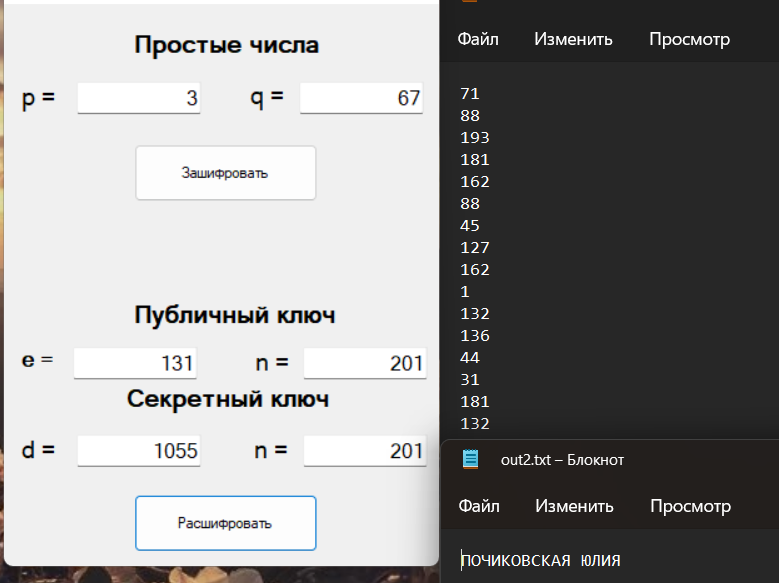 Простые числа
p = 3 q = 67
Зашифровать
Публичный ключ
e = 131 n = 201
Секретный ключ
d = 1055 n = 201
Расшифровать
Файл Изменить Просмотр
71
88
193
181
162
88
45
127
162
1
132
136
44
31
181
132
out2.txt – Блокнот
Файл Изменить Просмотр
ПОЧИКОВСКАЯ ЮЛИЯ